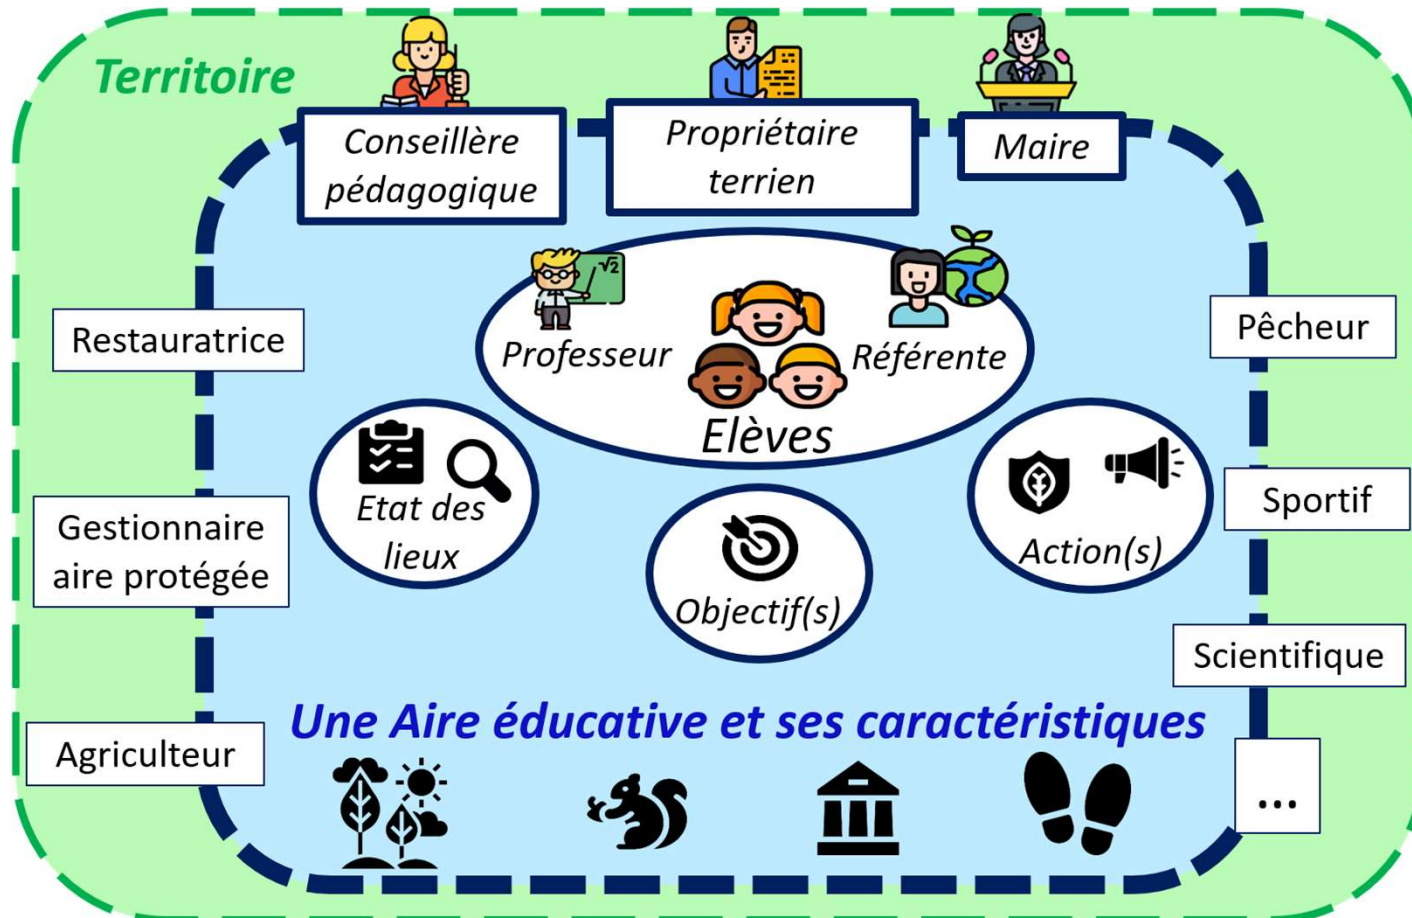 Territoire
Conseillère
pédagogique
Propriétaire
terrien
Maire
√2
Professeur
Référente
Elèves
Restauratrice
Pêcheur
Etat des
lieux
Objectif(s)
Action(s)
Gestionnaire
aire protégée
Sportif
Scientifique
Une Aire éducative et ses caractéristiques
Agriculteur
...